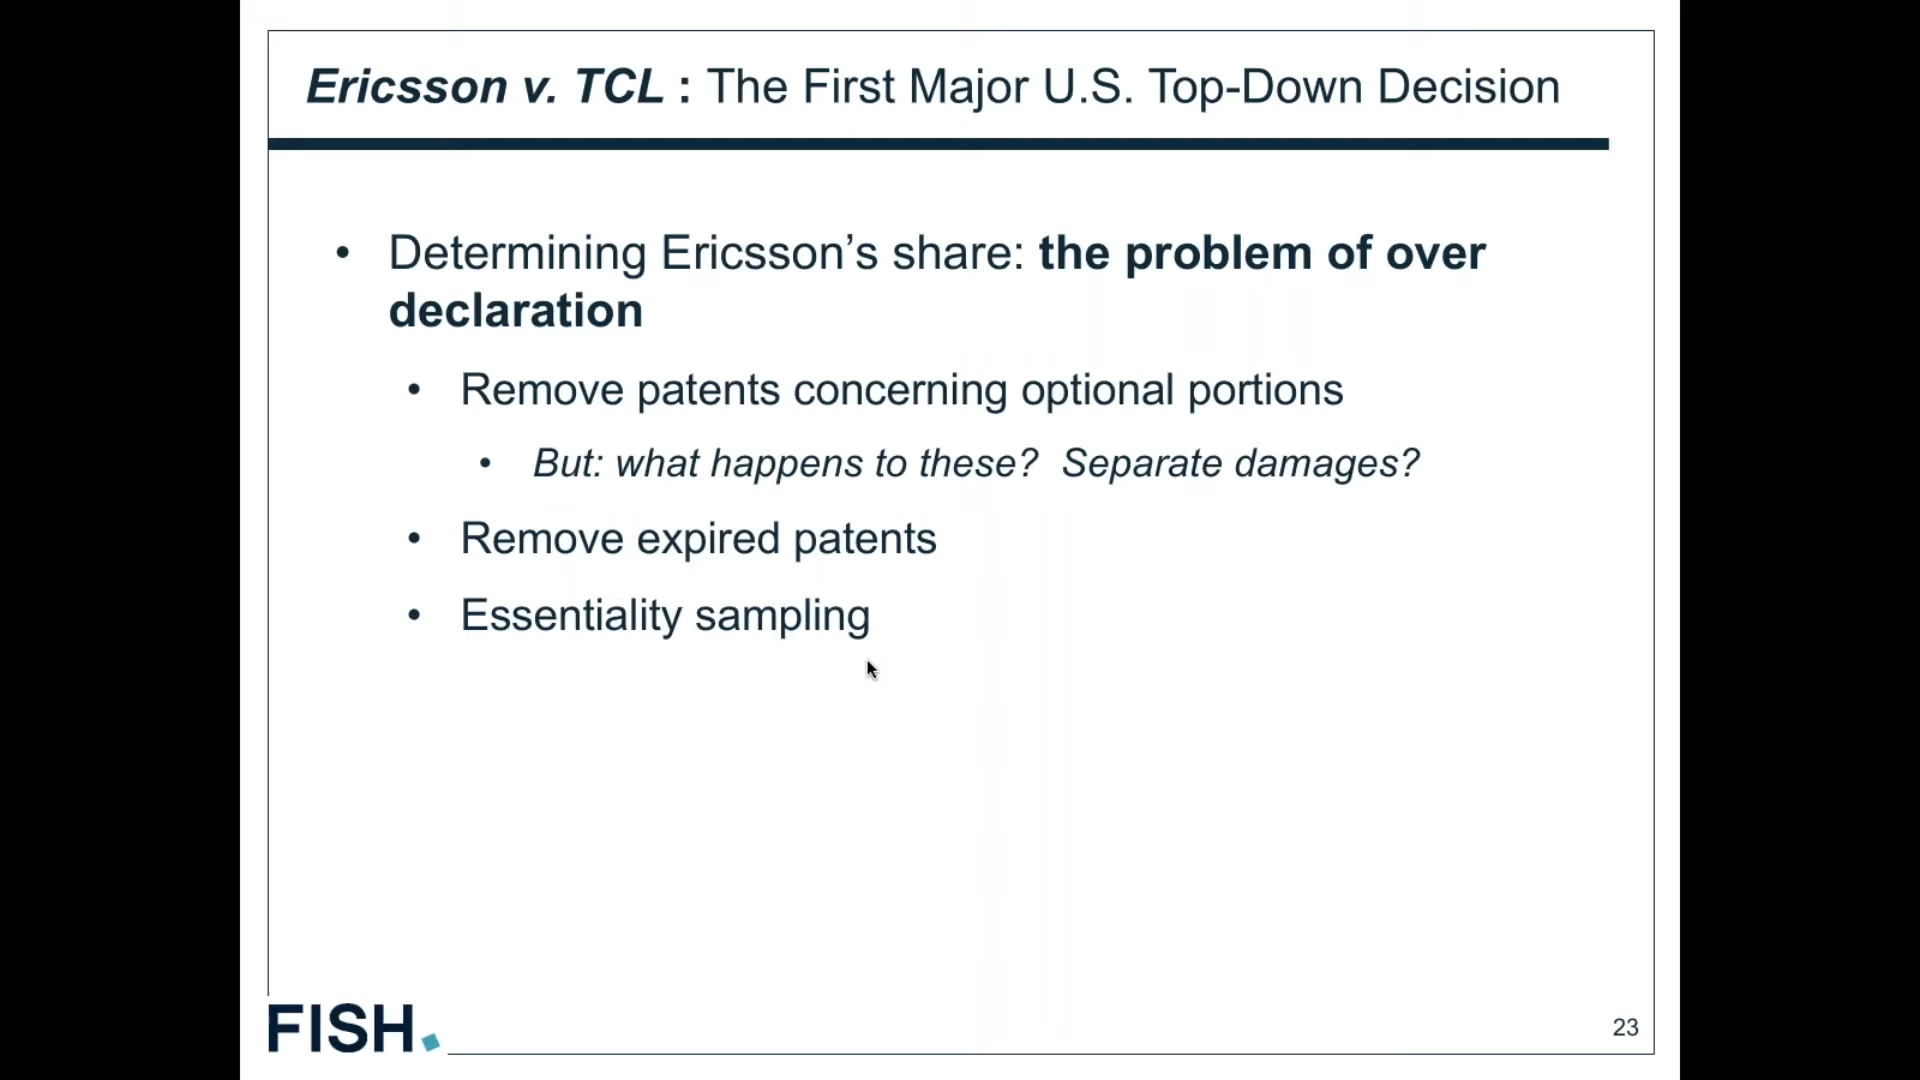 Ericsson v. TCL : The First Major U.S. Top-Down Decision
• Determining Ericsson’s share: the problem of over
declaration
• Remove patents concerning optional portions
• But: what happens to these? Separate damages?
• Remove expired patents
• Essentiality sampling
FISH.
23